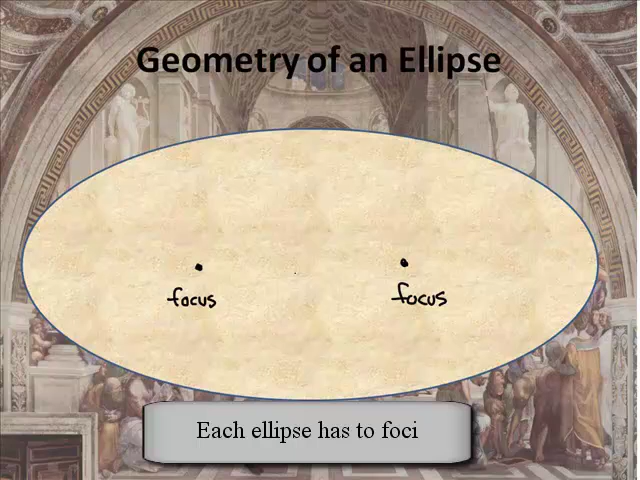 Geometry of an Ellipse
focus
focus
Each ellipse has to foci